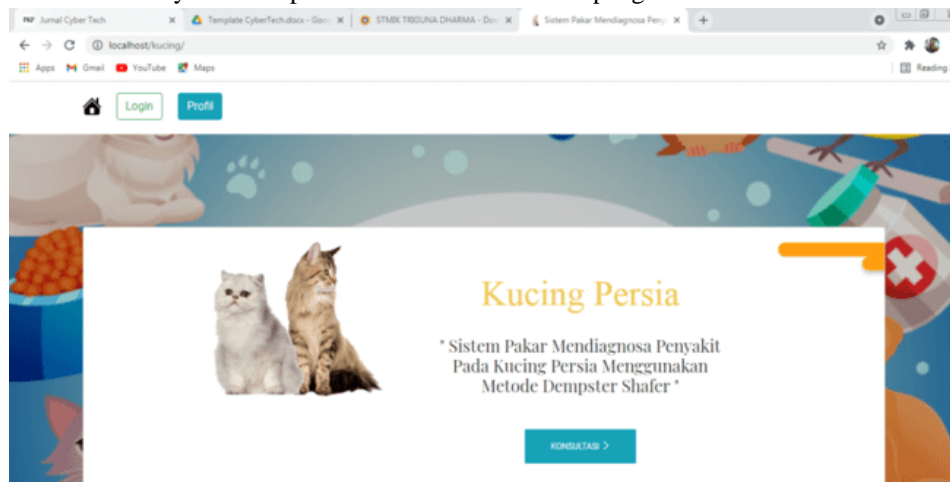 Jurnal Cyber Tech
Template CyberTech.docx - Goo
STMIK TRIGUNA DHARMA - Do
Sistem Pakar Mendiagnosa Peny
localhost/kucing/
Apps
Gmail
YouTube
Maps
Reading
Login
Profil
Kucing Persia
" Sistem Pakar Mendiagnosa Penyakit
Pada Kucing Persia Menggunakan
Metode Dempster Shafer "
KONSULTASI >